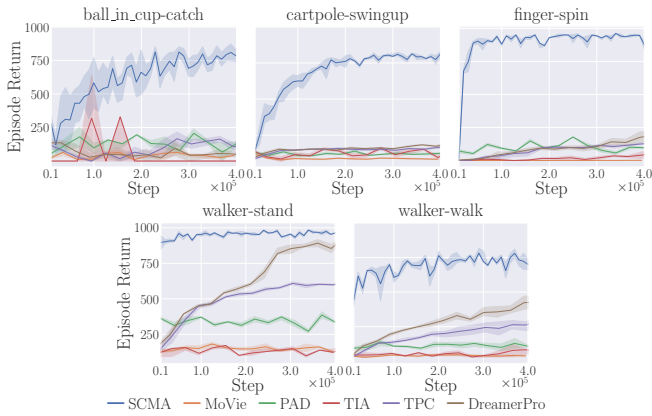 ball_in_cup-catch
cartpole-swingup
finger-spin
Episode Return
1000
750
500
250
0.1 1.0 2.0 3.0 4.0
Step
×10⁵
0.1 1.0 2.0 3.0 4.0
Step
×10⁵
0.1 1.0 2.0 3.0 4.0
Step
×10⁵
walker-stand
walker-walk
Episode Return
1000
750
500
250
0.1 1.0 2.0 3.0 4.0
Step
×10⁵
0.1 1.0 2.0 3.0 4.0
Step
×10⁵
SCMA MoVie PAD TIA TPC DreamerPro